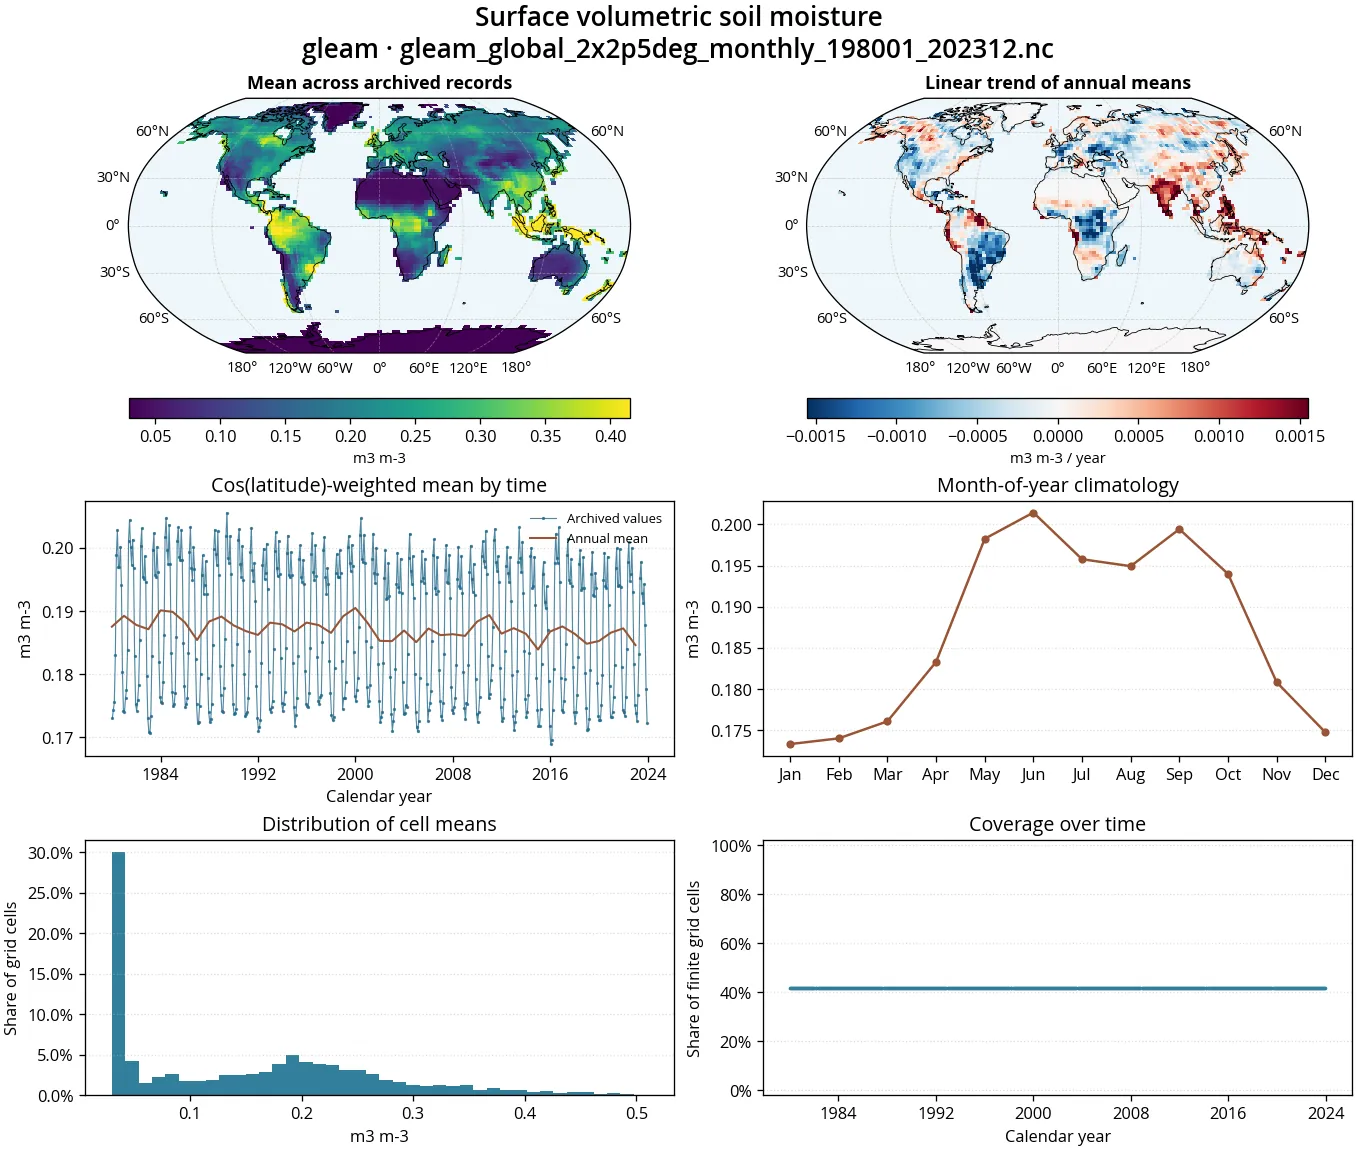 Surface volumetric soil moisture
gleam · gleam_global_2x2p5deg_monthly_198001_202312.nc
Mean across archived records
60°N
60°N
30°N
0°
30°S
60°S
60°S
180° 120°W 60°W 0° 60°E 120°E 180°
0.05 0.10 0.15 0.20 0.25 0.30 0.35 0.40
m3 m-3
Linear trend of annual means
60°N
60°N
30°N
0°
30°S
60°S
60°S
180° 120°W 60°W 0° 60°E 120°E 180°
−0.0015 −0.0010 −0.0005 0.0000 0.0005 0.0010 0.0015
m3 m-3 / year
Cos(latitude)-weighted mean by time
Archived values
Annual mean
0.20
0.19
0.18
0.17
m3 m-3
1984 1992 2000 2008 2016 2024
Calendar year
Month-of-year climatology
0.200
0.195
0.190
0.185
0.180
0.175
m3 m-3
Jan Feb Mar Apr May Jun Jul Aug Sep Oct Nov Dec
Distribution of cell means
30.0%
25.0%
20.0%
15.0%
10.0%
5.0%
0.0%
Share of grid cells
0.1 0.2 0.3 0.4 0.5
m3 m-3
Coverage over time
100%
80%
60%
40%
20%
0%
Share of finite grid cells
1984 1992 2000 2008 2016 2024
Calendar year